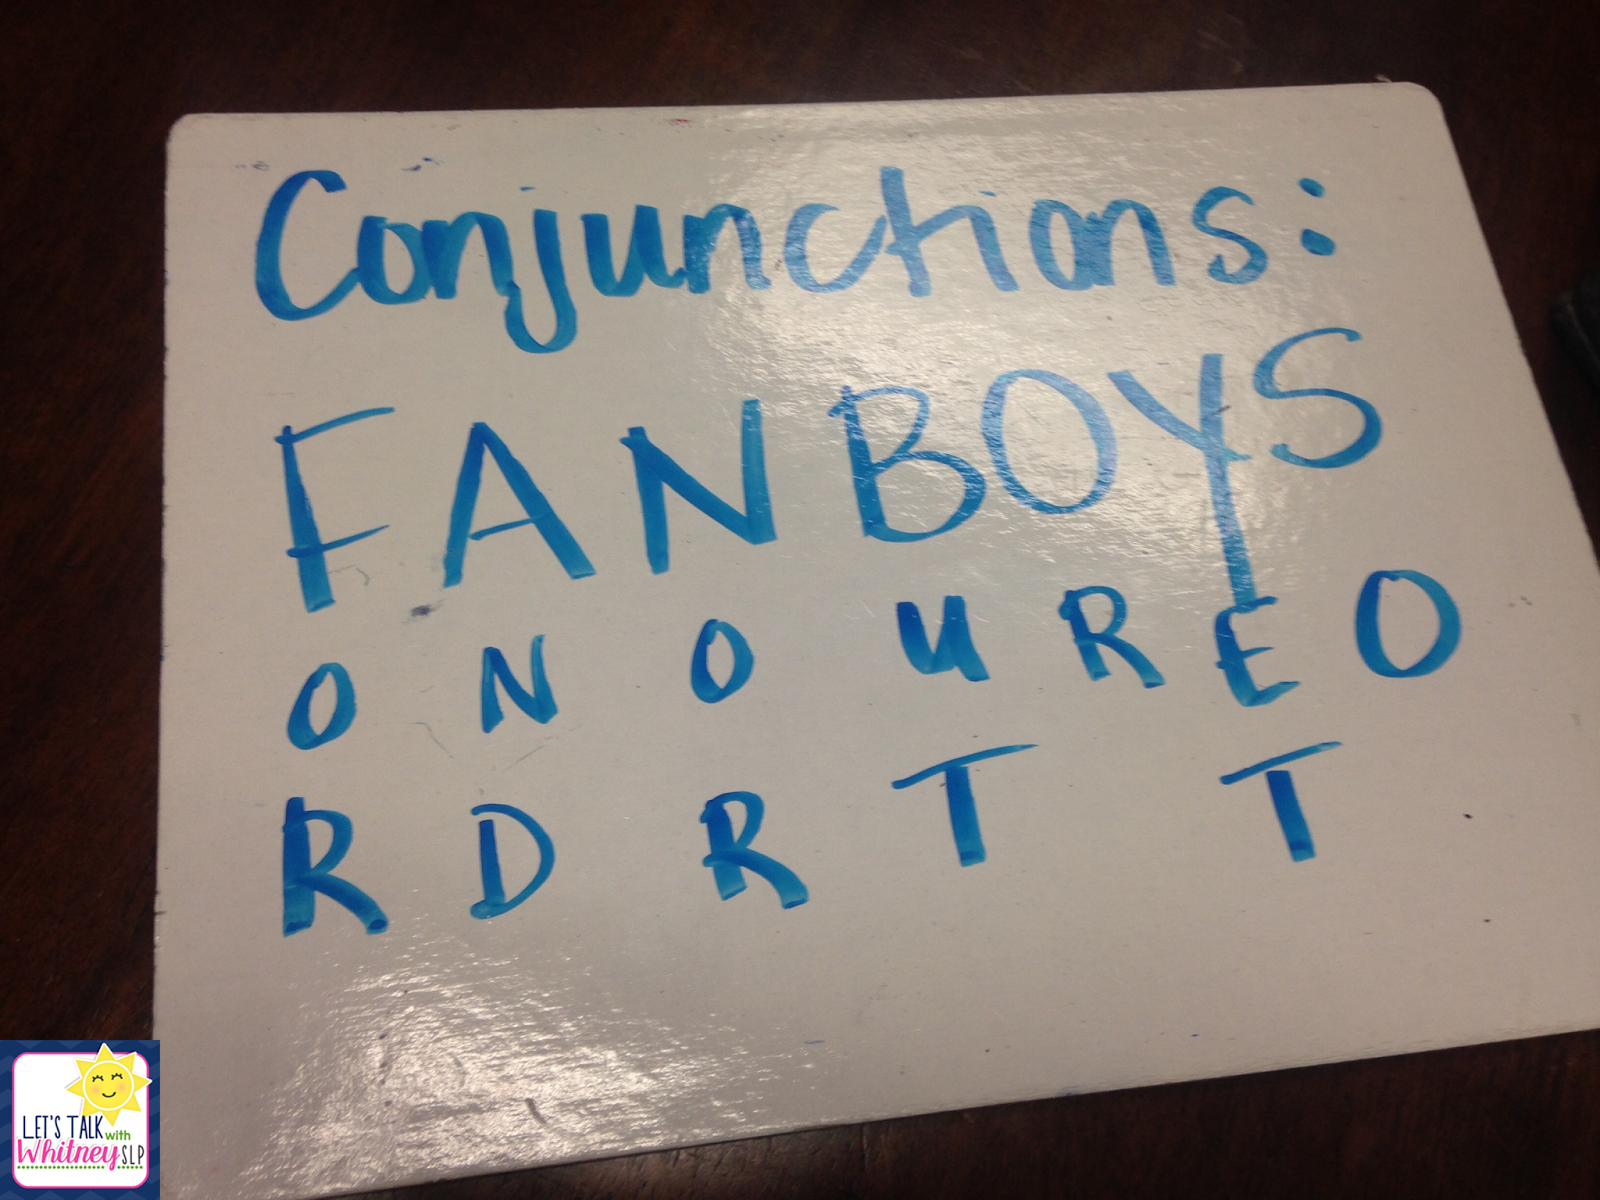 Conjunctions:
FANBOYS
O N O U R E O
R D R T T
LET'S TALK with
Whitney SLP